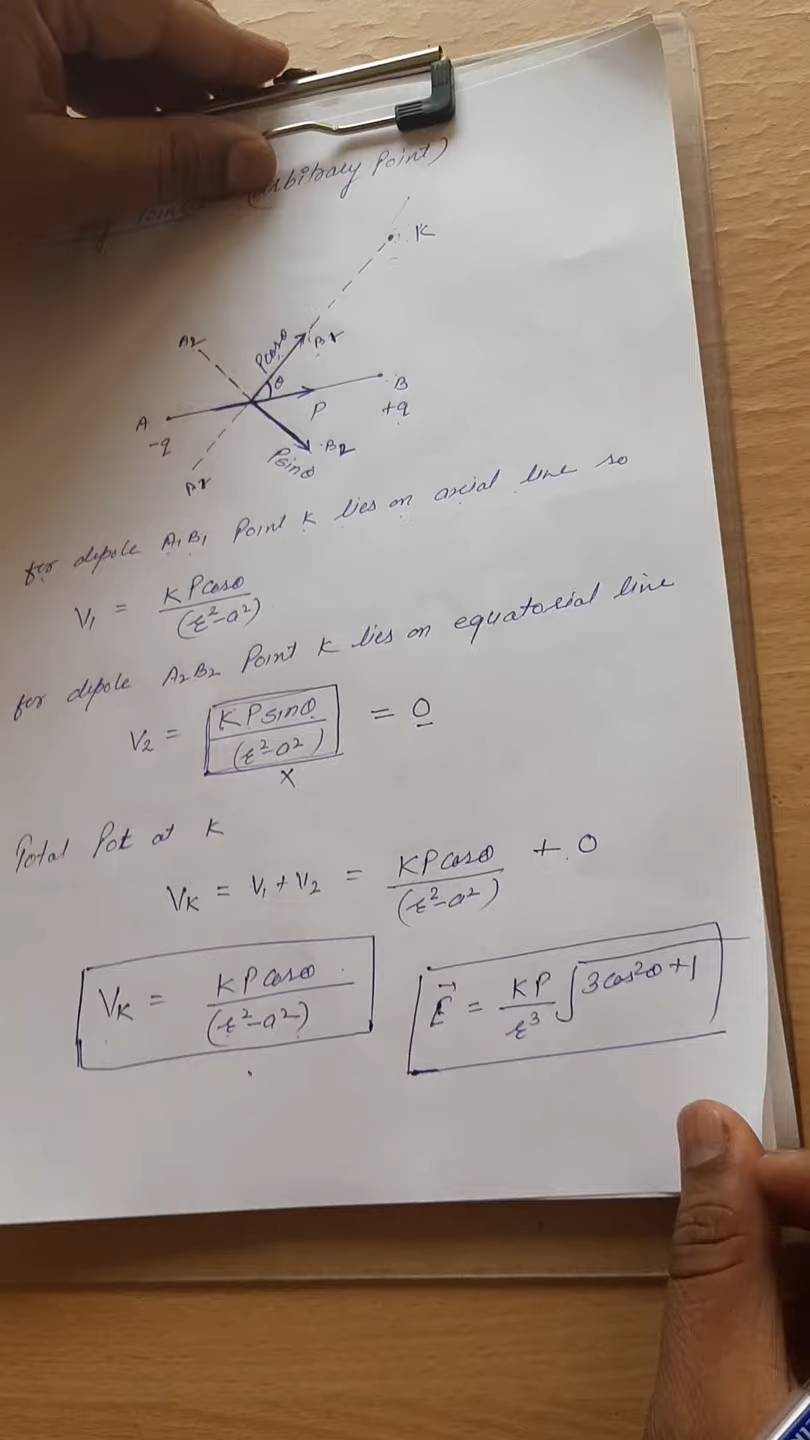 (arbitrary Point)
K
A2
Pcosθ
B1
θ
A
-q
P
B
+q
Psinθ
B2
for dipole A1B1 Point K lies on axial line so
V1 = KPcosθ / (r²-a²)
for dipole A2B2 Point K lies on equatorial line
V2 = KPsinθ / (r²-a²) = 0
x
Total Pot at K
VK = V1 + V2 = KPcosθ / (r²-a²) + 0
VK = KPcosθ / (r²-a²)
E⃗ = KP / r³ √3cos²θ+1